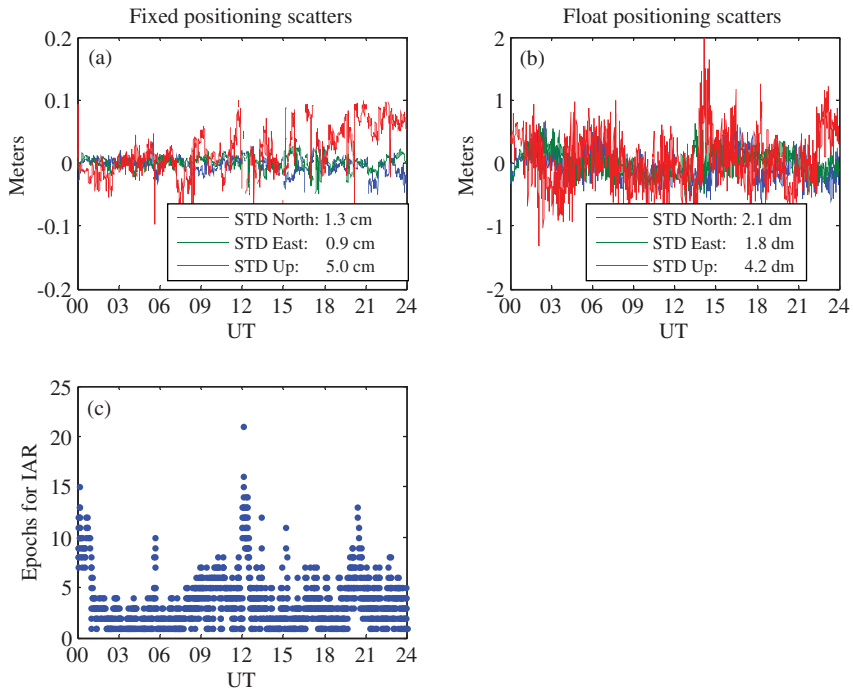 Fixed positioning scatters
(a)
Meters
0.2
0.1
0
-0.1
-0.2
STD North: 1.3 cm
STD East: 0.9 cm
STD Up: 5.0 cm
00 03 06 09 12 15 18 21 24
UT
Float positioning scatters
(b)
Meters
2
1
0
-1
-2
STD North: 2.1 dm
STD East: 1.8 dm
STD Up: 4.2 dm
00 03 06 09 12 15 18 21 24
UT
(c)
Epochs for IAR
25
20
15
10
5
0
00 03 06 09 12 15 18 21 24
UT